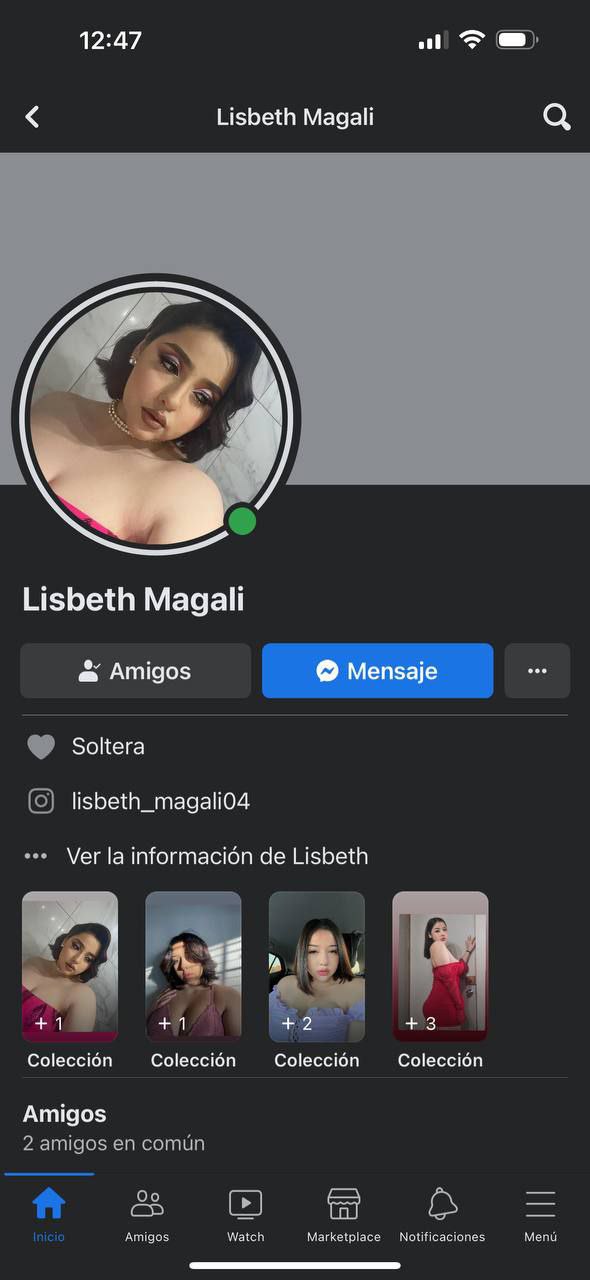 12:47
Lisbeth Magali
Lisbeth Magali
Amigos
Mensaje
Soltera
lisbeth_magali04
Ver la información de Lisbeth
+ 1
+ 1
+ 2
+ 3
Colección
Colección
Colección
Colección
Amigos
2 amigos en común
Inicio
Amigos
Watch
Marketplace
Notificaciones
Menú